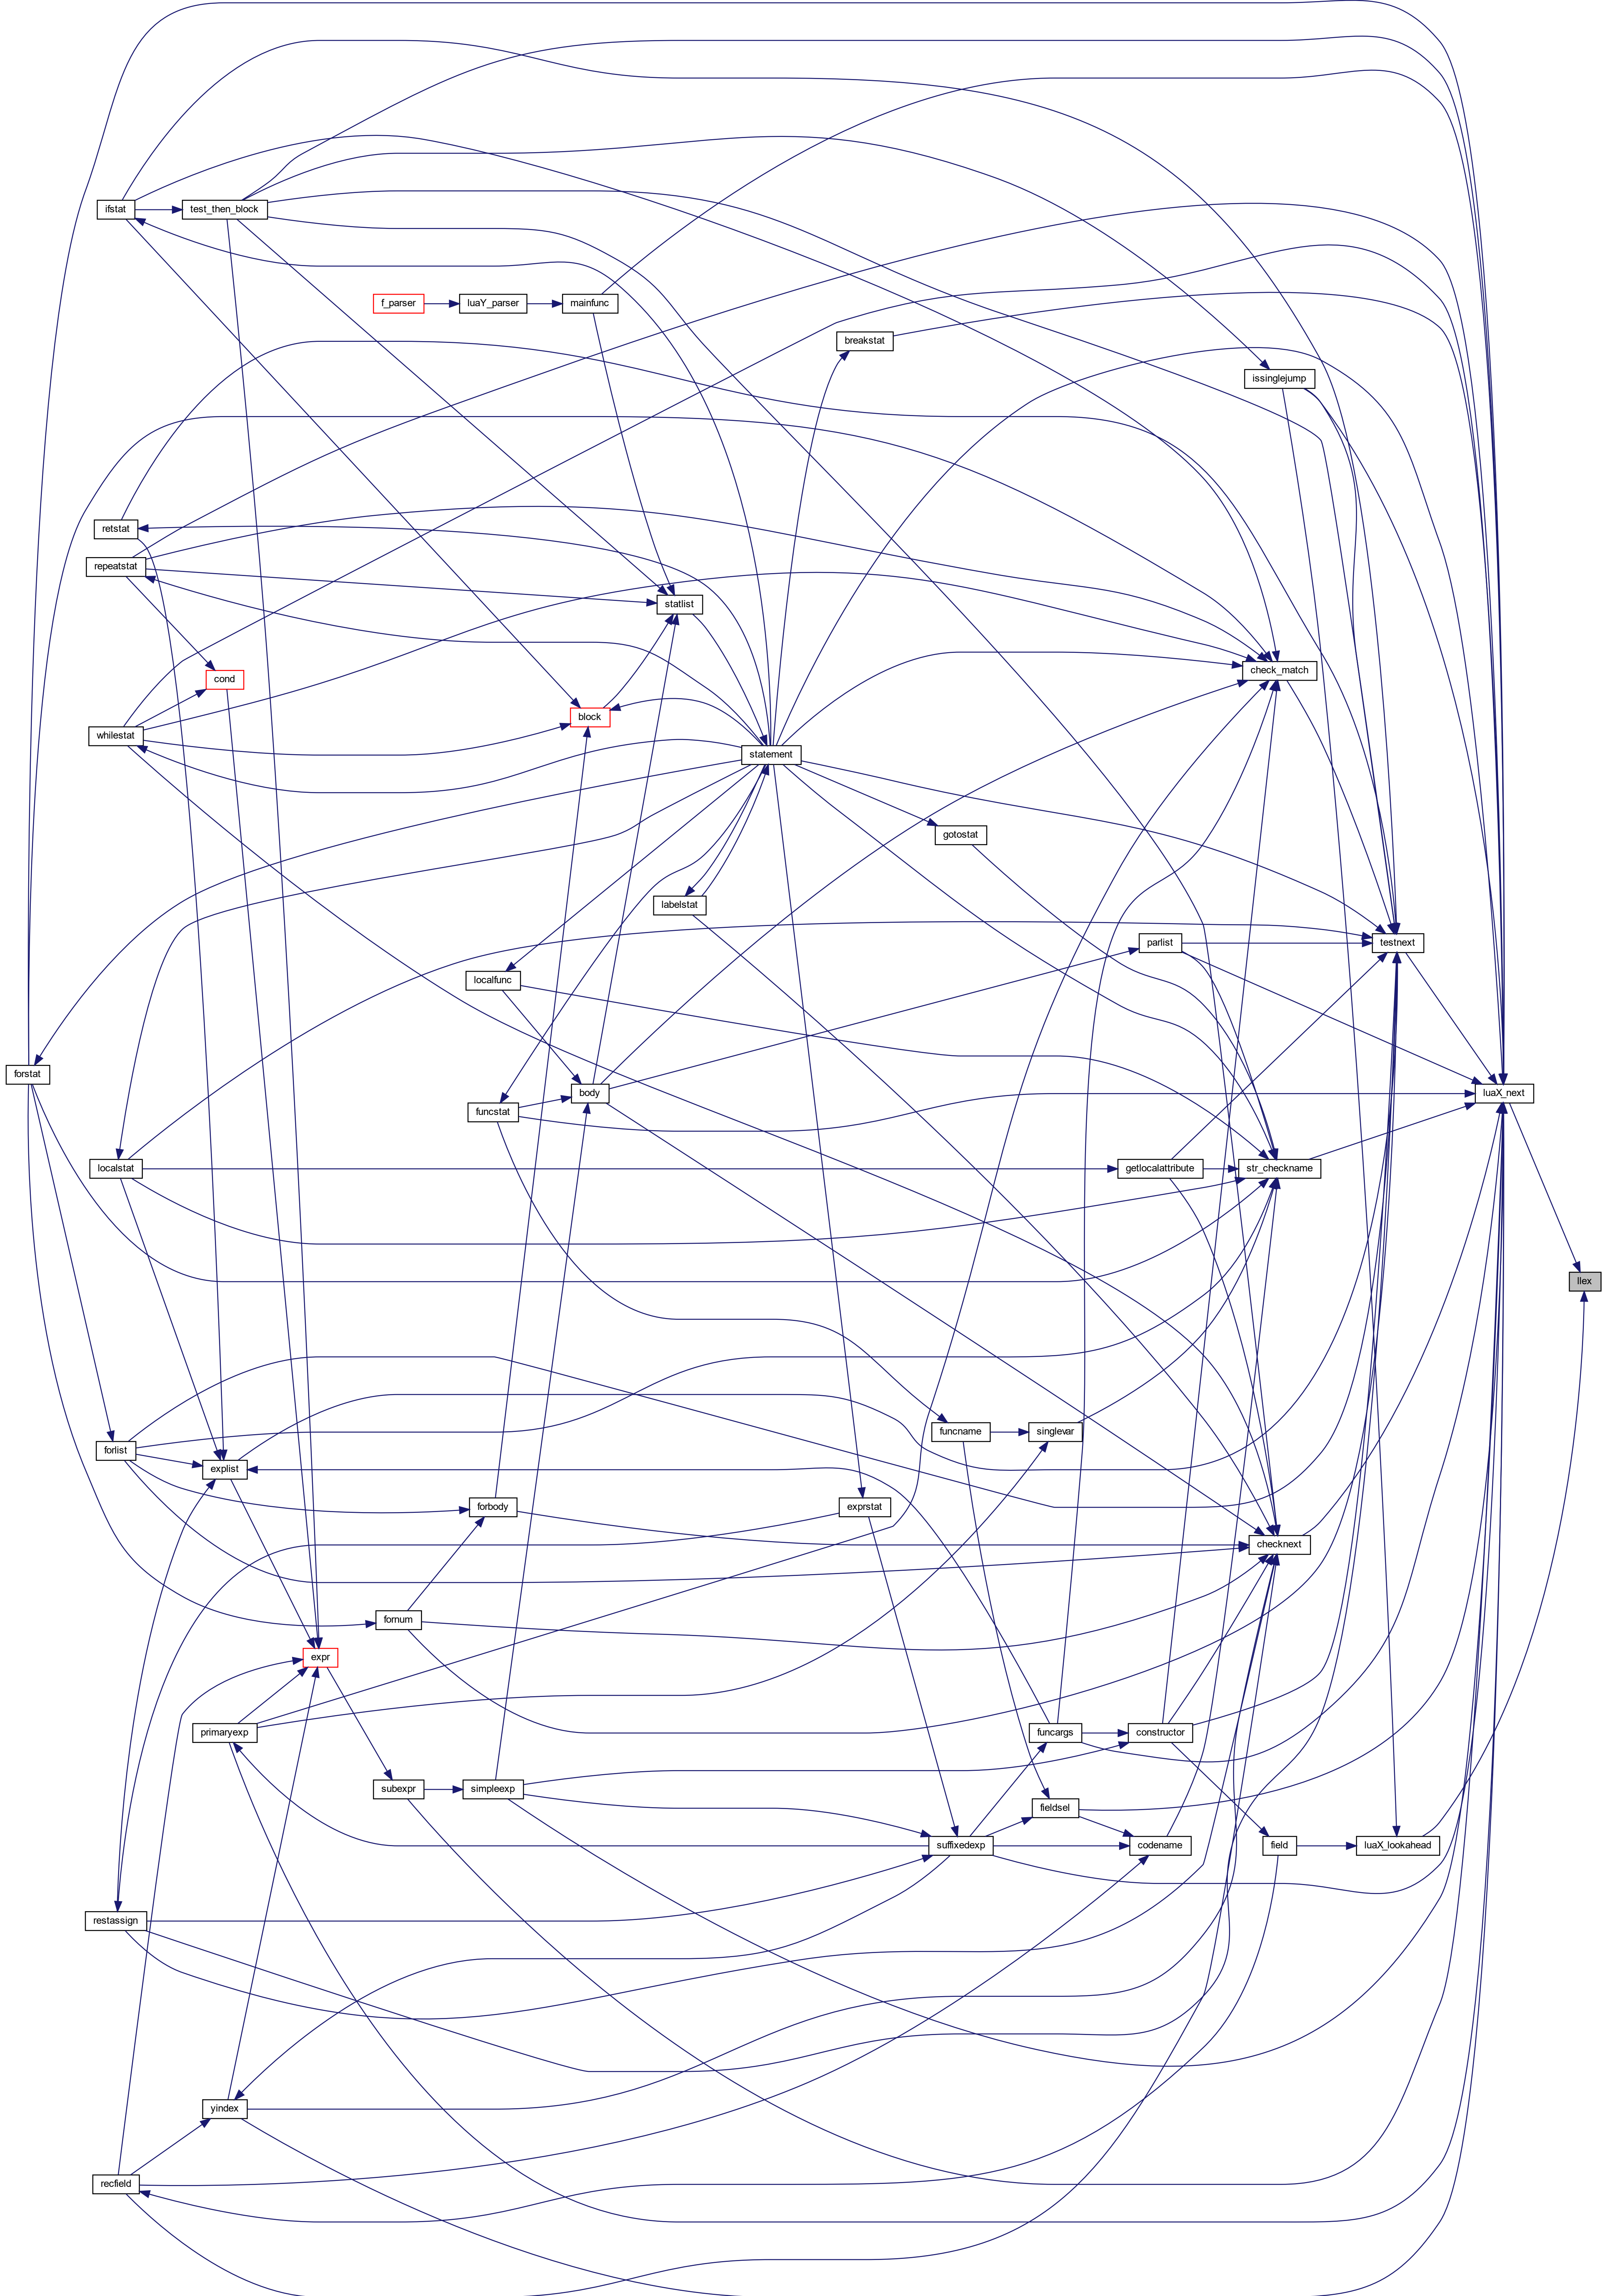 ifstat
test_then_block
f_parser
luaY_parser
mainfunc
breakstat
issinglejump
retstat
repeatstat
statlist
check_match
cond
block
whilestat
statement
gotostat
labelstat
parlist
testnext
localfunc
forstat
body
luaX_next
funcstat
localstat
getlocalattribute
str_checkname
llex
funcname
singlevar
forlist
explist
forbody
exprstat
checknext
fornum
expr
primaryexp
funcargs
constructor
subexpr
simpleexp
fieldsel
suffixedexp
codename
field
luaX_lookahead
restassign
yindex
recfield